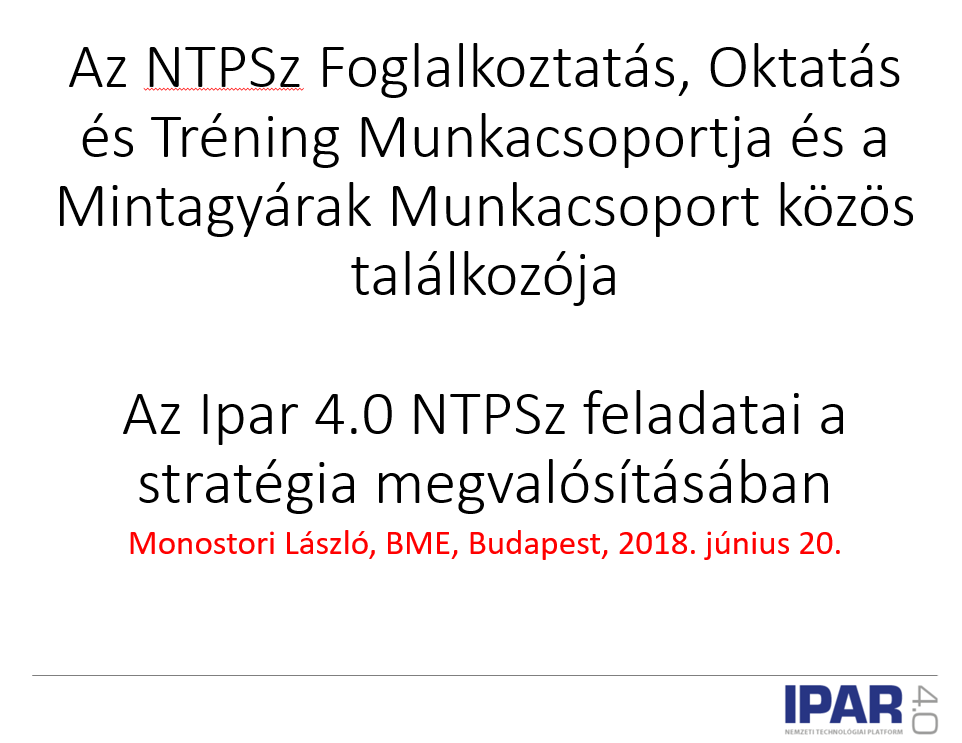 Az NTPSz Foglalkoztatás, Oktatás
és Tréning Munkacsoportja és a
Mintagyárak Munkacsoport közös
találkozója
Az Ipar 4.0 NTPSz feladatai a
stratégia megvalósításában
Monostori László, BME, Budapest, 2018. június 20.
IPAR 4.0
NEMZETI TECHNOLÓGIAI PLATFORM